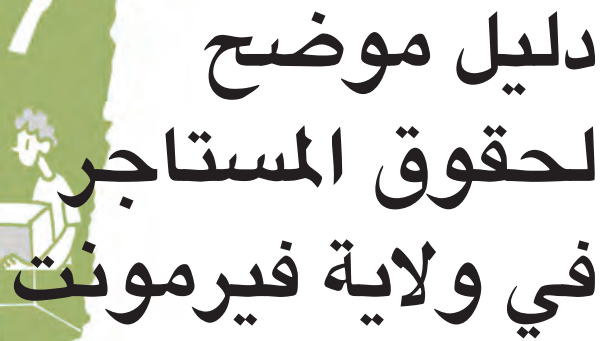 دليل موضح
لحقوق المستاجر
في ولاية فيرمونت